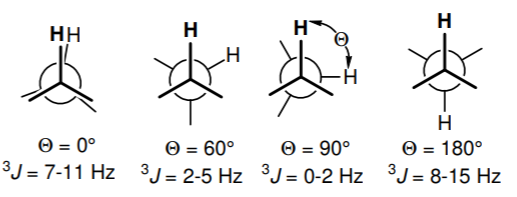 HH H H H H
Θ H
H
H
Θ = 0° Θ = 60° Θ = 90° Θ = 180°
³J = 7-11 Hz ³J = 2-5 Hz ³J = 0-2 Hz ³J = 8-15 Hz